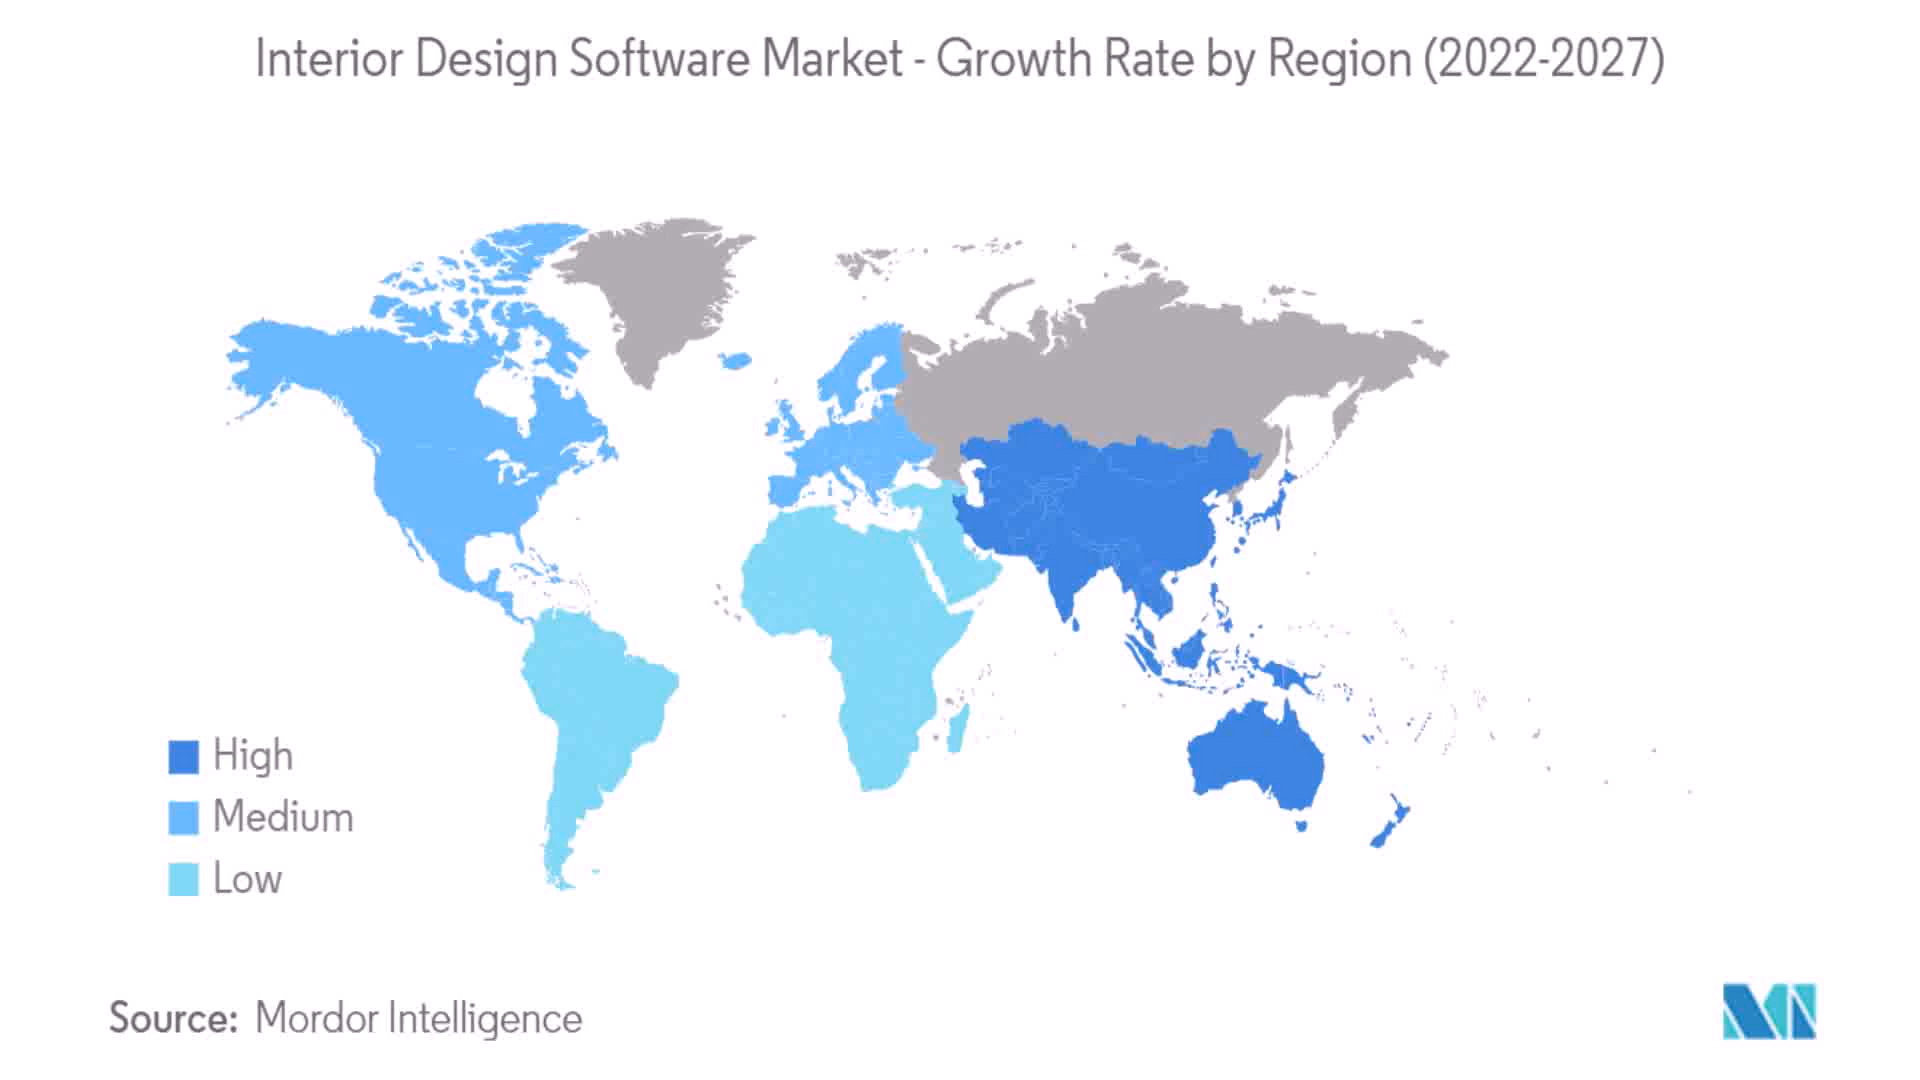 Interior Design Software Market - Growth Rate by Region (2022-2027)
High
Medium
Low
Source: Mordor Intelligence